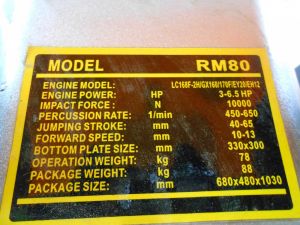 MODEL RM80
ENGINE MODEL: LC168F-2H/GX160/170F/EY20/EH12
ENGINE POWER: HP 3-6.5 HP
IMPACT FORCE: N 10000
PERCUSSION RATE: 1/min 450-650
JUMPING STROKE: mm 40-65
FORWARD SPEED: mm 10-13
BOTTOM PLATE SIZE: mm 330x300
OPERATION WEIGHT: kg 78
PACKAGE WEIGHT: kg 88
PACKAGE SIZE: mm 680x480x1030